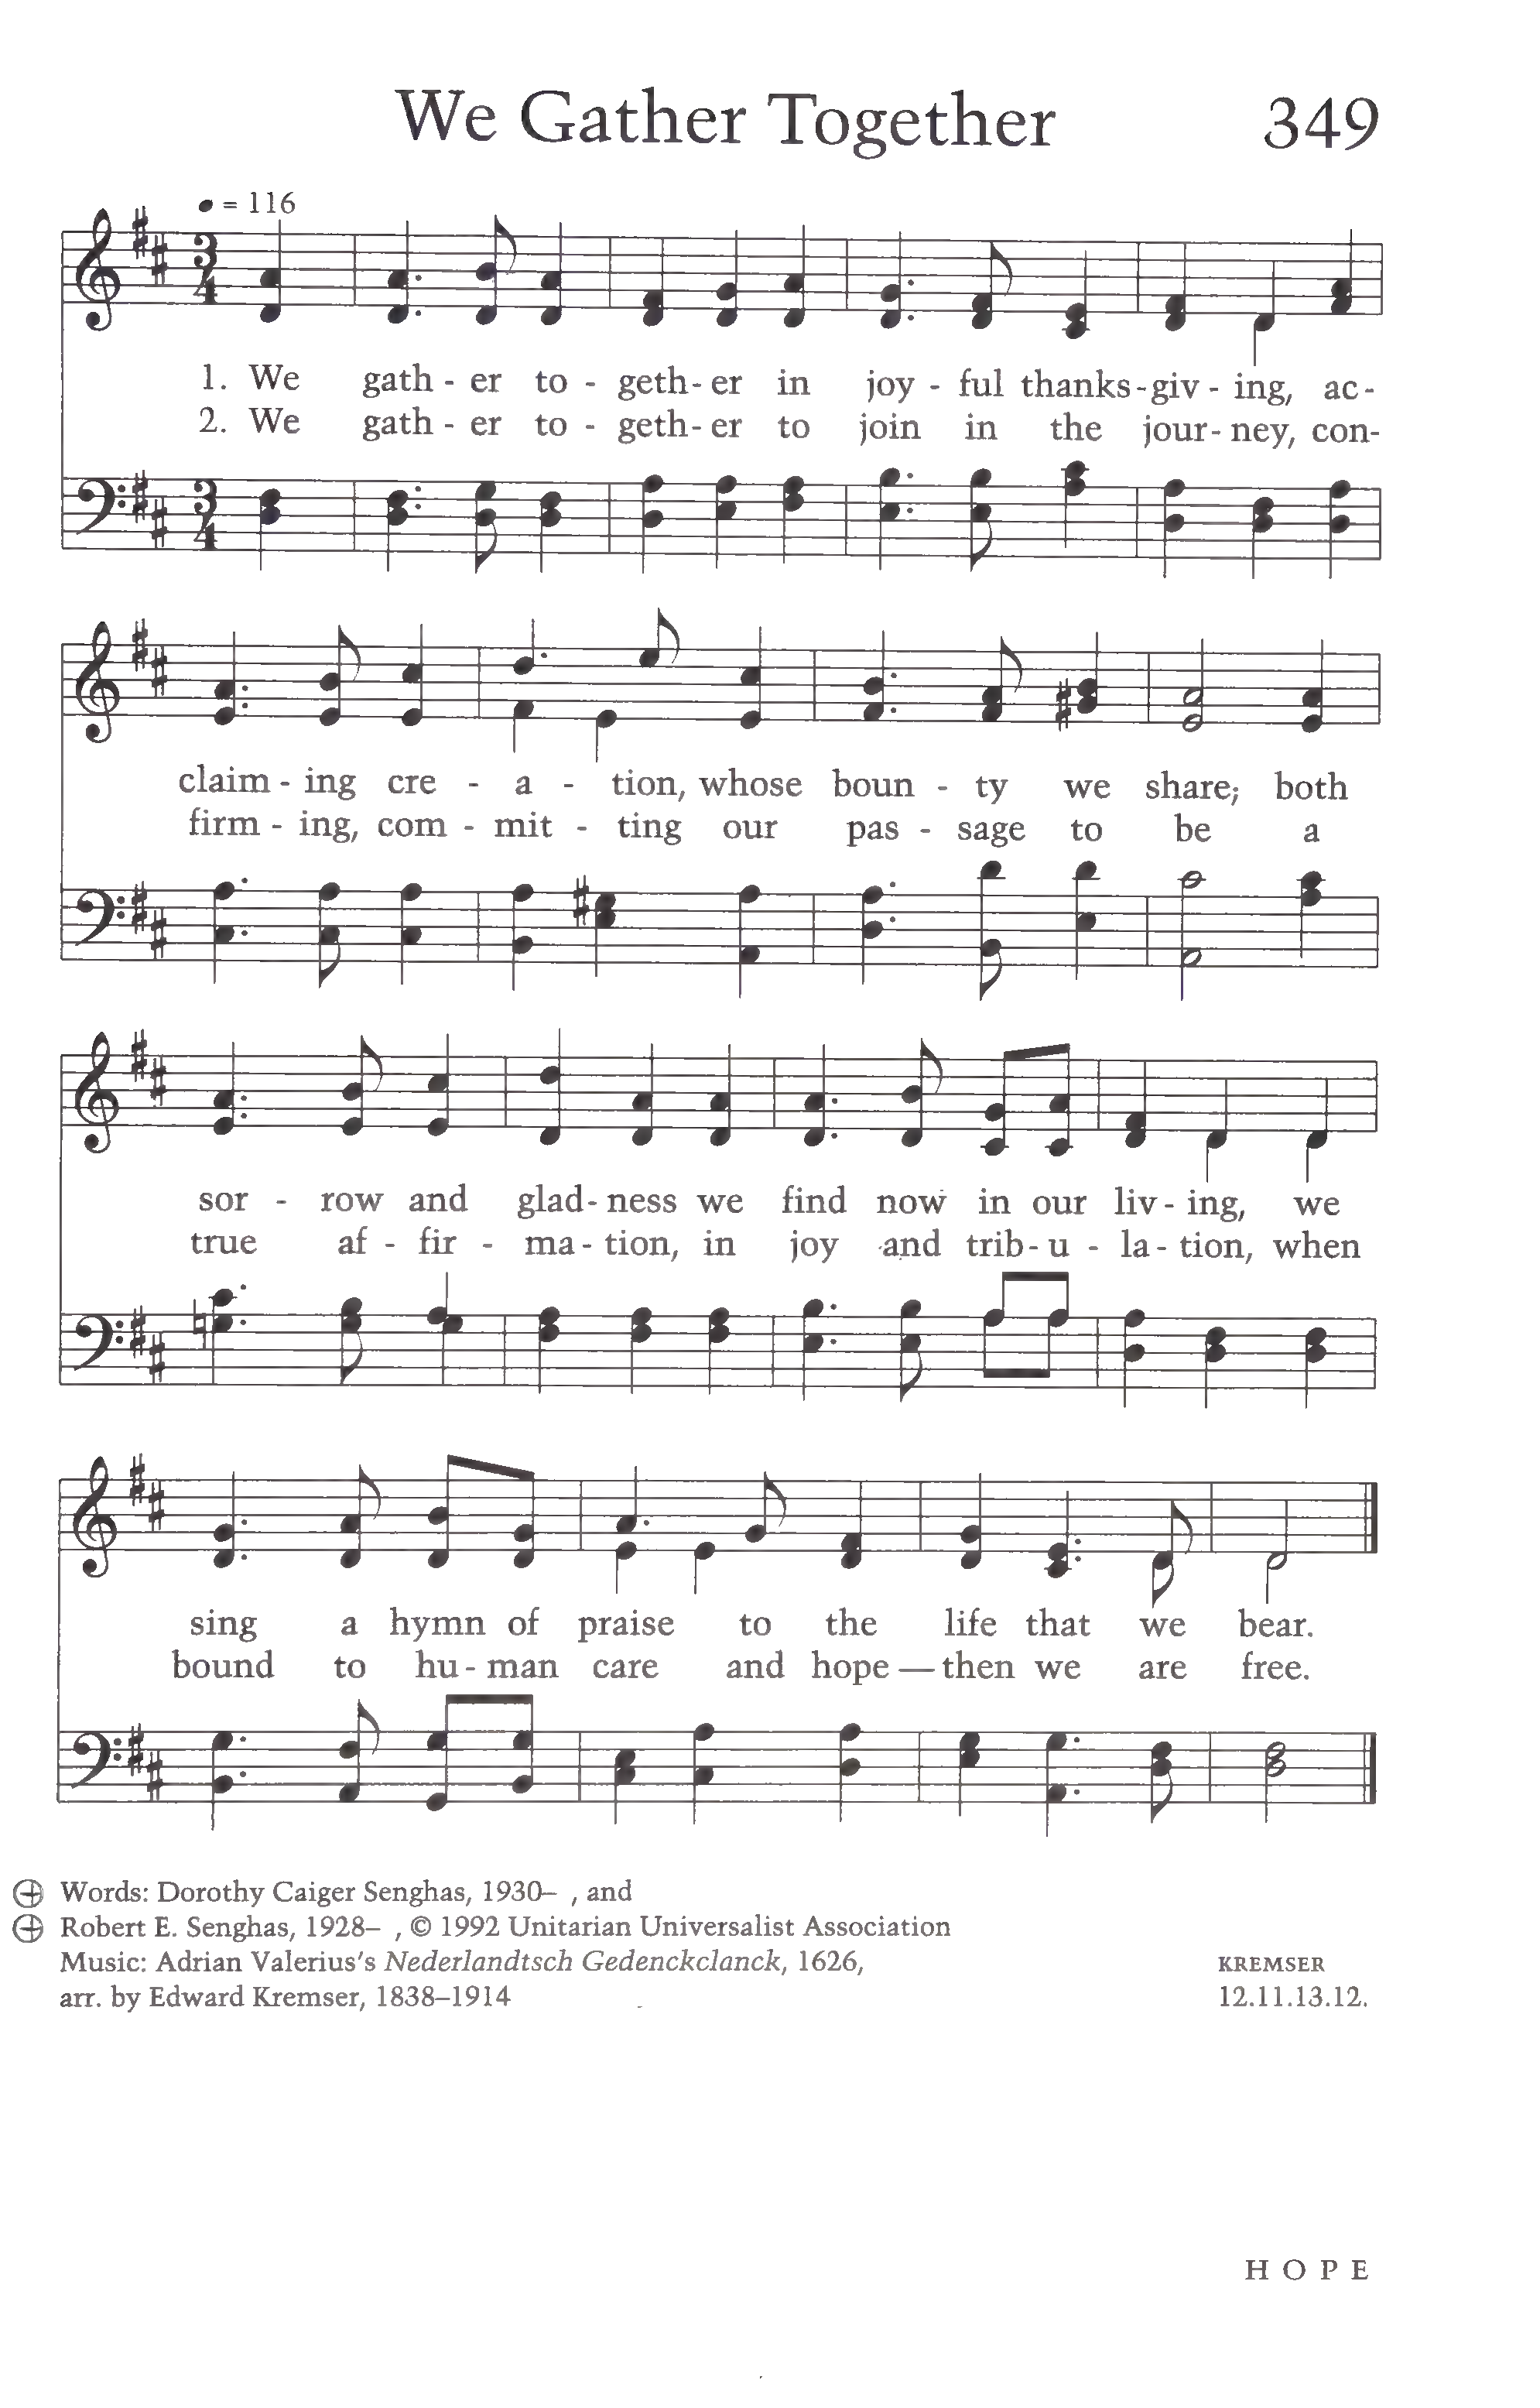 We Gather Together 349
= 116
1. We gath - er to - geth - er in joy - ful thanks - giv - ing, ac -
2. We gath - er to - geth - er to join in the jour - ney, con -
claim - ing cre - a - tion, whose boun - ty we share; both
firm - ing, com - mit - ting our pas - sage to be a
sor - row and glad - ness we find now in our liv - ing, we
true af - fir - ma - tion, in joy and trib - u - la - tion, when
sing a hymn of praise to the life that we bear.
bound to hu - man care and hope — then we are free.
Words: Dorothy Caiger Senghas, 1930– , and
Robert E. Senghas, 1928– , © 1992 Unitarian Universalist Association
Music: Adrian Valerius's Nederlandtsch Gedenckclanck, 1626,
KREMSER
arr. by Edward Kremser, 1838–1914
12.11.13.12.
HOPE